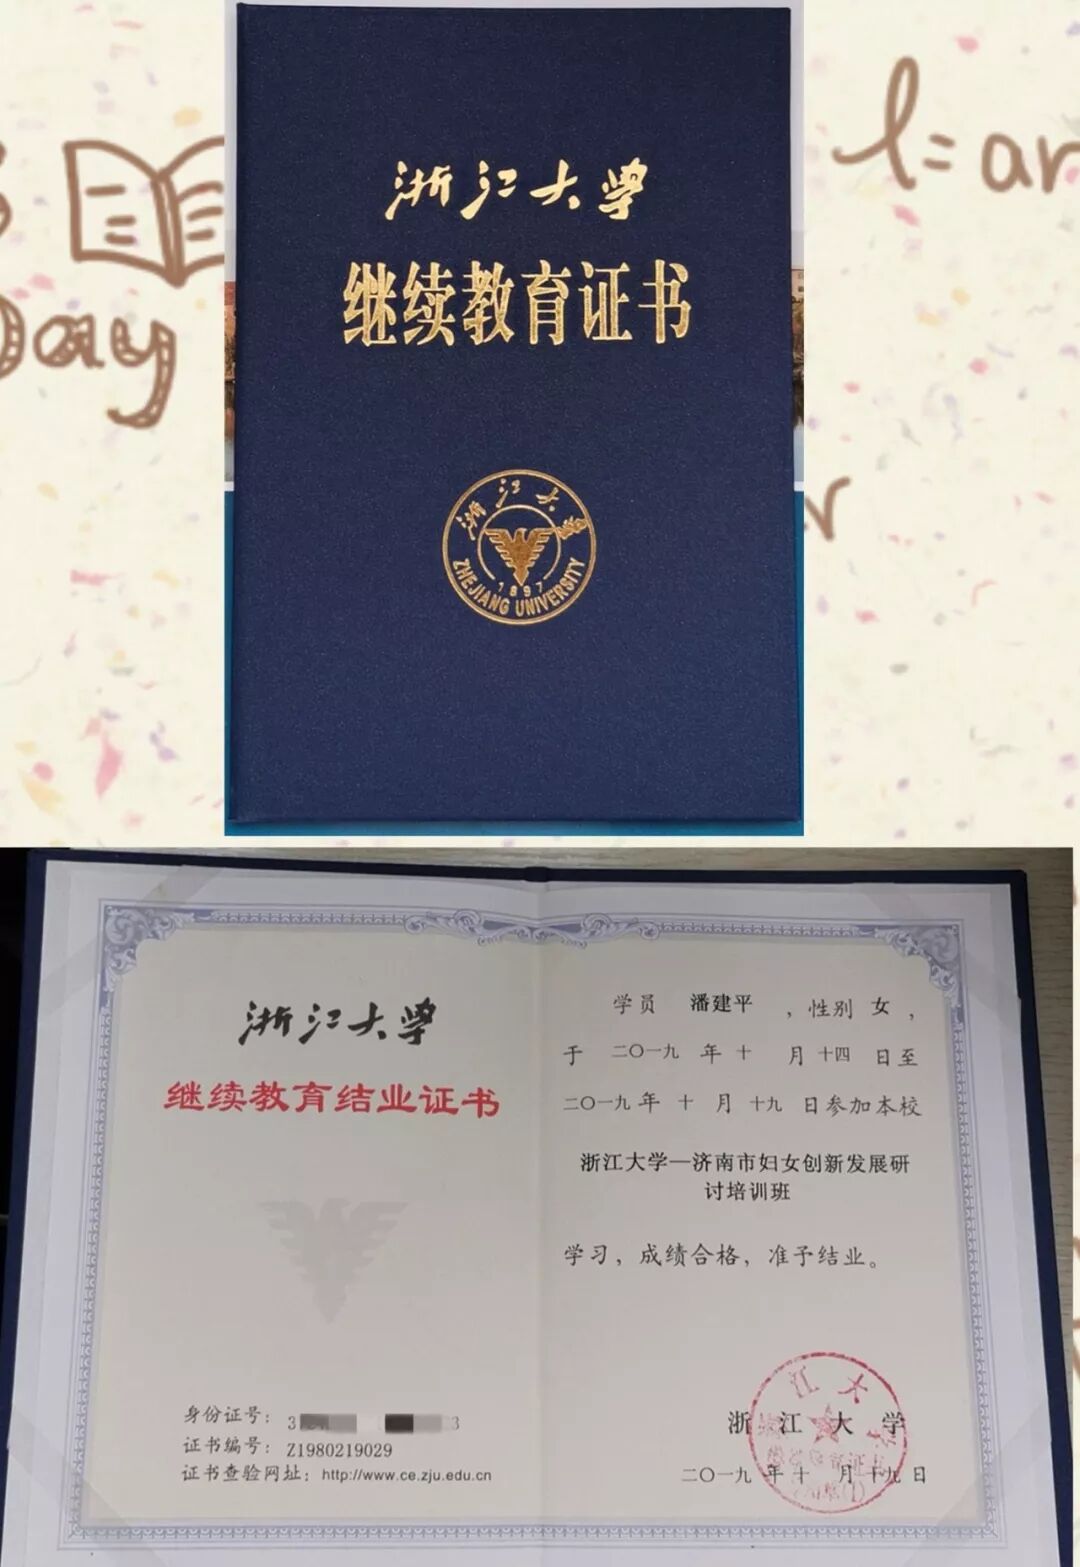 Day
l=ar
浙江大学
继续教育证书
浙江大学
1897
ZHEJIANG UNIVERSITY
浙江大学
继续教育结业证书
身份证号：3 3
证书编号：Z1980219029
证书查验网址：http://www.ce.zju.edu.cn
学员 潘建平 ，性别 女 ，
于 二〇一九 年 十 月 十四 日至
二〇一九 年 十 月 十九 日参加本校
浙江大学—济南市妇女创新发展研
讨培训班
学习，成绩合格，准予结业。
浙江大学
二〇一九 年 十 月 十九 日